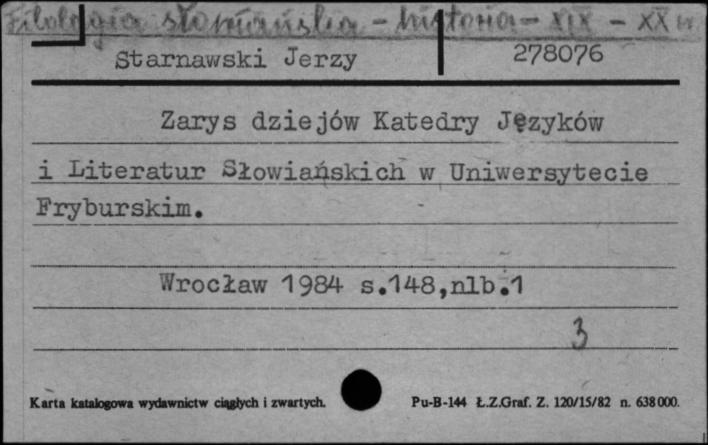 Filologia słowiańska - historia - XIX - XX w.
Starnawski Jerzy 278076
Zarys dziejów Katedry Języków
i Literatur Słowiańskich w Uniwersytecie
Fryburskim.
Wrocław 1984 s.148,nlb.1
3
Karta katalogowa wydawnictw ciągłych i zwartych. Pu-B-144 Ł.Z.Graf. Z. 120/15/82 n. 638000.